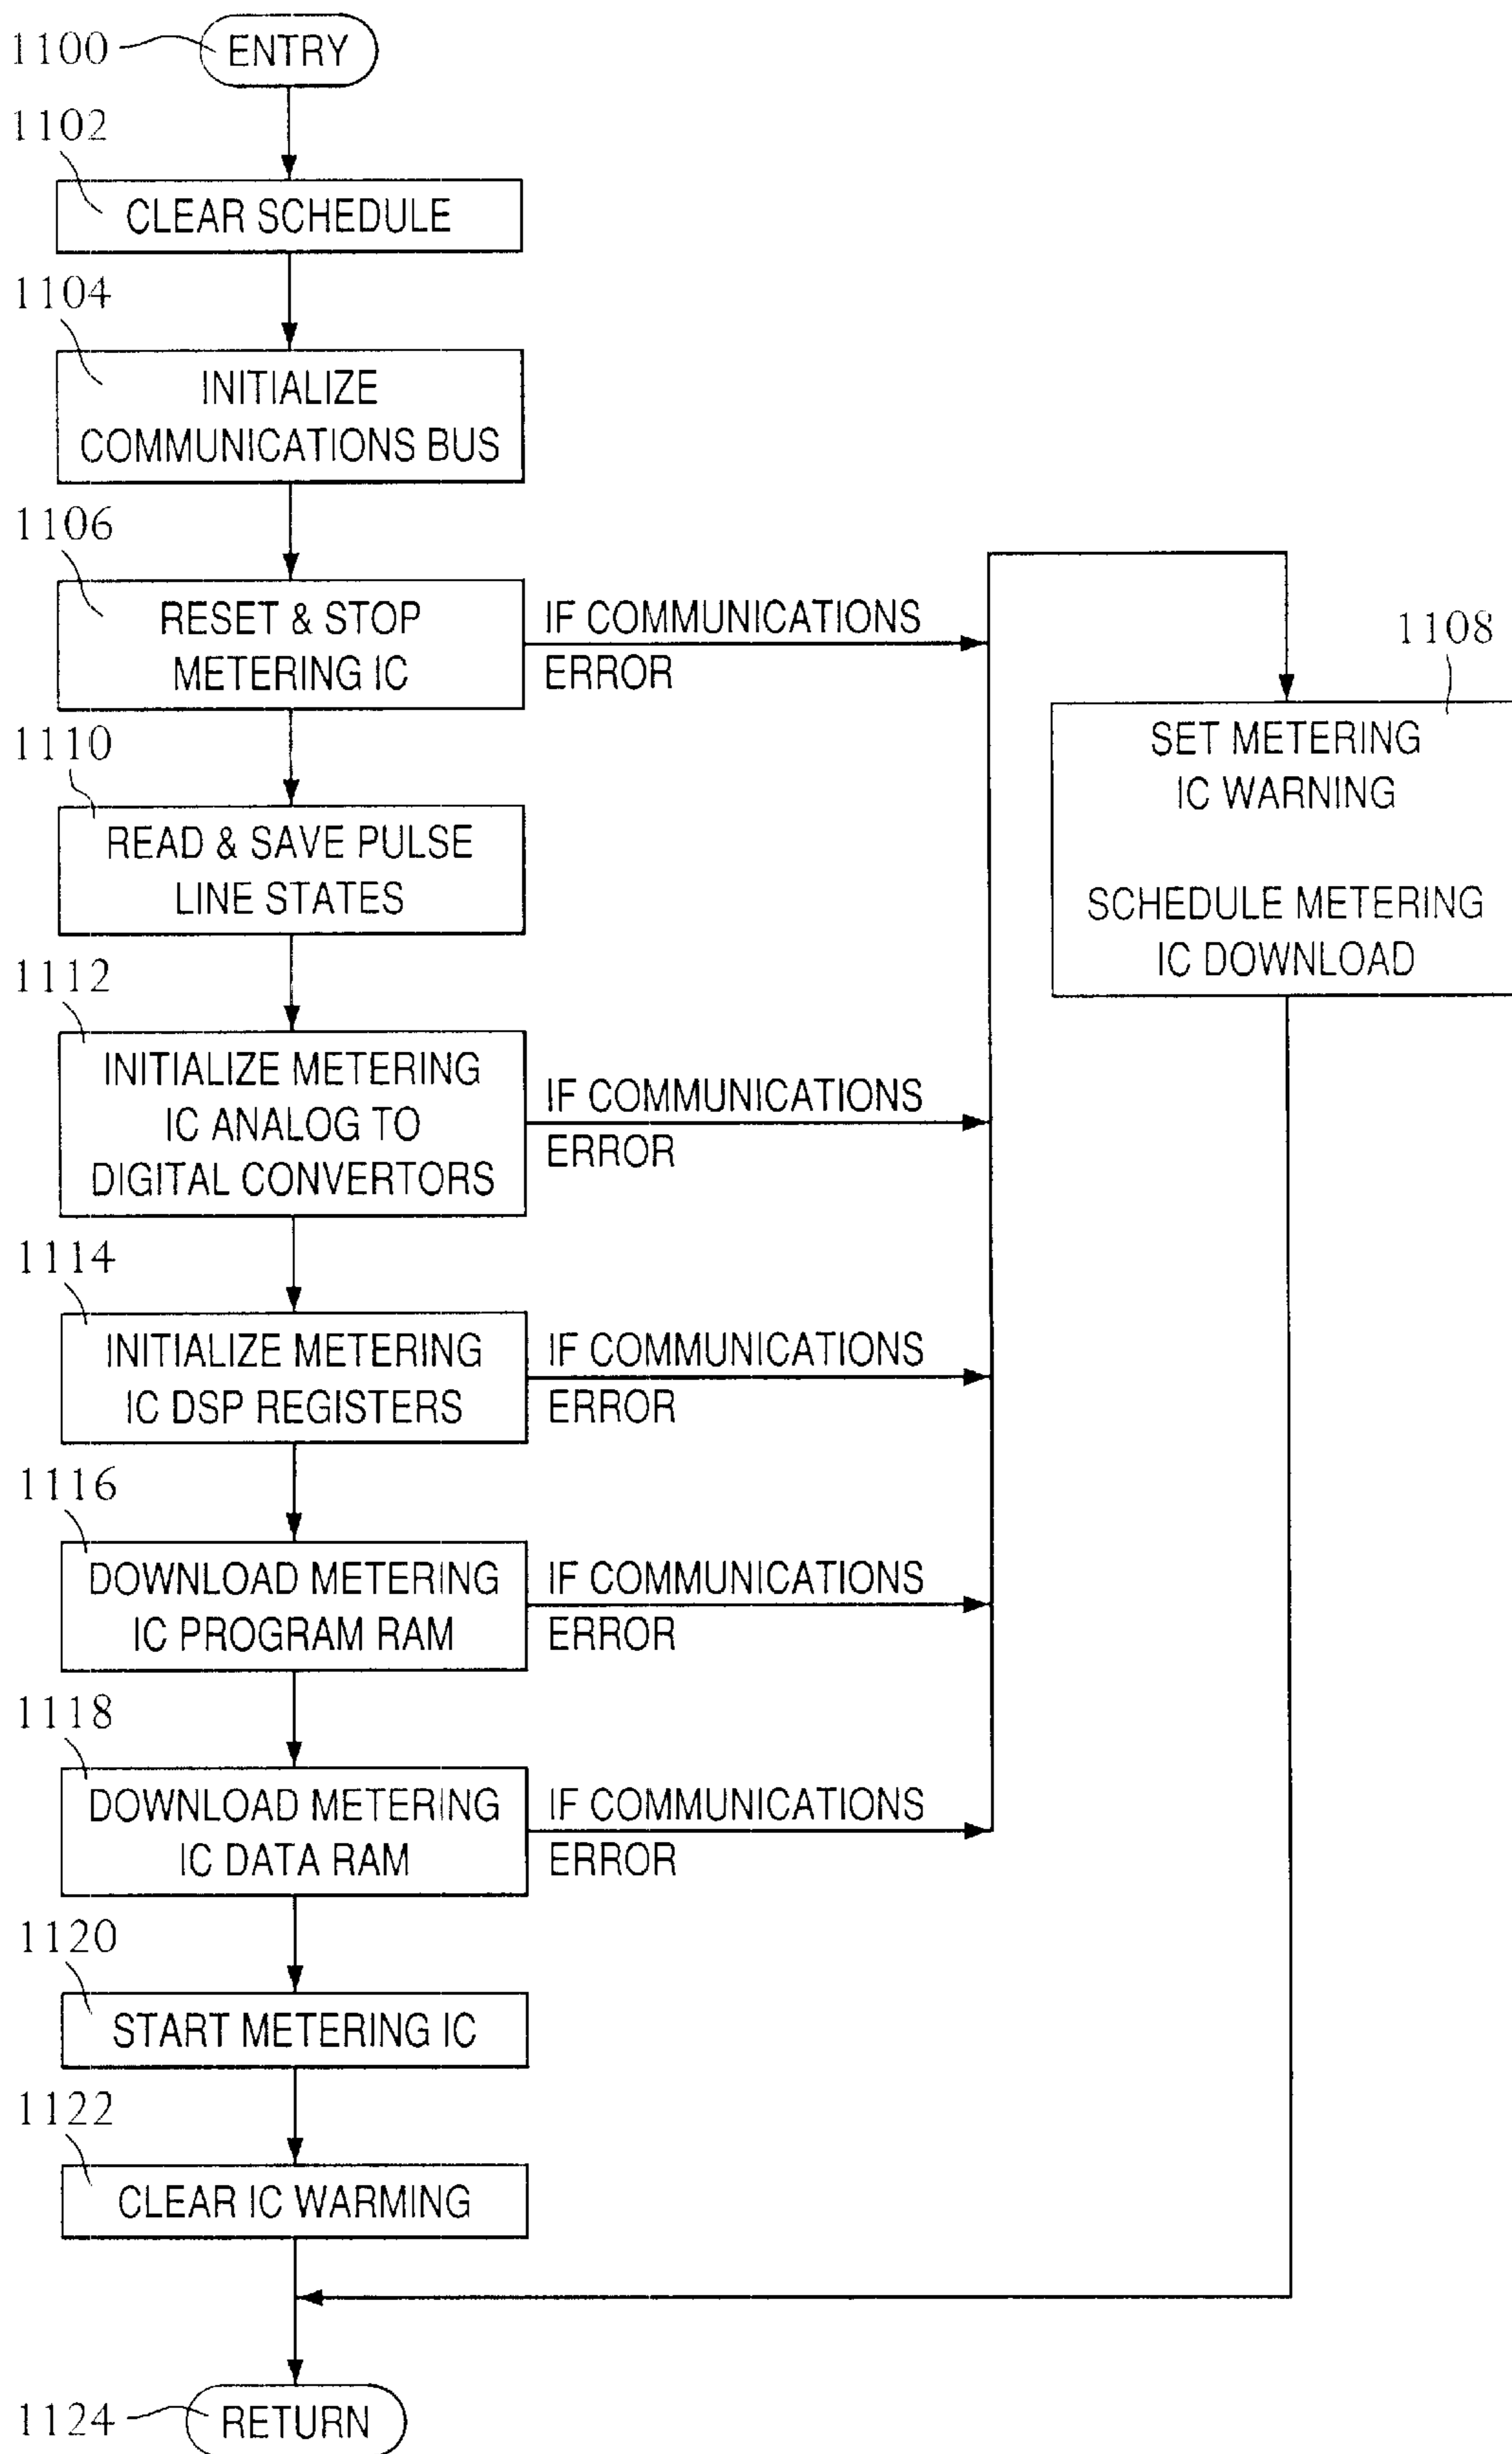 1100
ENTRY
1102
CLEAR SCHEDULE
1104
INITIALIZE
COMMUNICATIONS BUS
1106
RESET & STOP
METERING IC
IF COMMUNICATIONS
ERROR
1108
SET METERING
IC WARNING
SCHEDULE METERING
IC DOWNLOAD
1110
READ & SAVE PULSE
LINE STATES
1112
INITIALIZE METERING
IC ANALOG TO
DIGITAL CONVERTORS
IF COMMUNICATIONS
ERROR
1114
INITIALIZE METERING
IC DSP REGISTERS
IF COMMUNICATIONS
ERROR
1116
DOWNLOAD METERING
IC PROGRAM RAM
IF COMMUNICATIONS
ERROR
1118
DOWNLOAD METERING
IC DATA RAM
IF COMMUNICATIONS
ERROR
1120
START METERING IC
1122
CLEAR IC WARMING
1124
RETURN